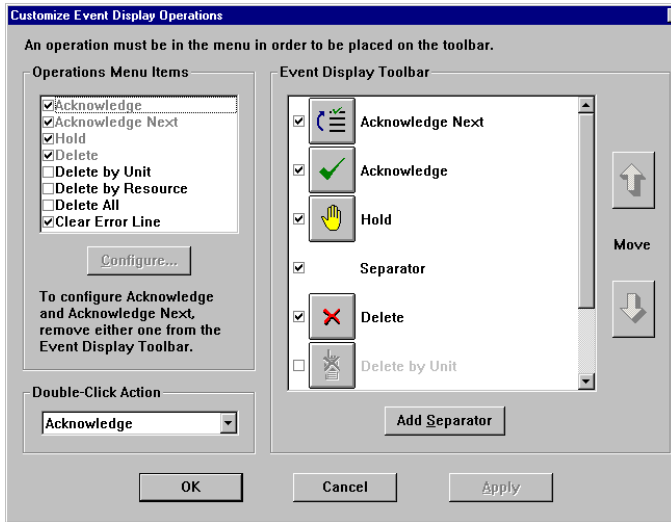 Customize Event Display Operations
An operation must be in the menu in order to be placed on the toolbar.
Operations Menu Items
Acknowledge
Acknowledge Next
Hold
Delete
Delete by Unit
Delete by Resource
Delete All
Clear Error Line
Configure...
To configure Acknowledge
and Acknowledge Next,
remove either one from the
Event Display Toolbar.
Double-Click Action
Acknowledge
Event Display Toolbar
Acknowledge Next
Acknowledge
Hold
Separator
Delete
Delete by Unit
Move
Add Separator
OK
Cancel
Apply